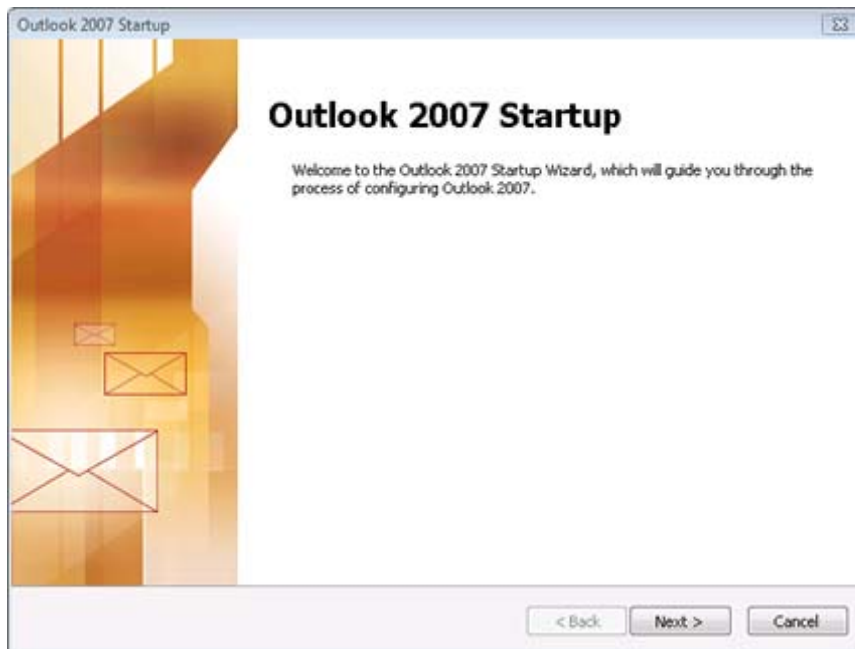 Outlook 2007 Startup
Outlook 2007 Startup
Welcome to the Outlook 2007 Startup Wizard, which will guide you through the
process of configuring Outlook 2007.
< Back
Next >
Cancel